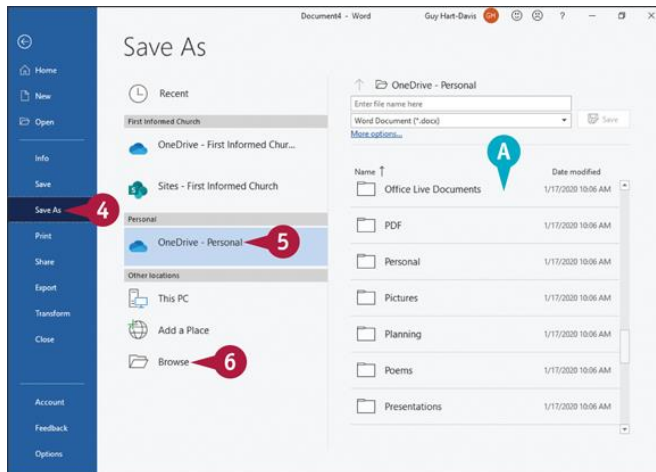 Document4 - Word
Guy Hart-Davis
GM
?
Home
New
Open
Info
Save
Save As
4
Print
Share
Export
Transform
Close
Account
Feedback
Options
Save As
Recent
First Informed Church
OneDrive - First Informed Chur...
Sites - First Informed Church
Personal
OneDrive - Personal
5
Other locations
This PC
Add a Place
Browse
6
OneDrive - Personal
Enter file name here
Word Document (*.docx)
Save
More options...
A
Name
Date modified
Office Live Documents
1/17/2020 10:06 AM
PDF
1/17/2020 10:06 AM
Personal
1/17/2020 10:06 AM
Pictures
1/17/2020 10:06 AM
Planning
1/17/2020 10:06 AM
Poems
1/17/2020 10:06 AM
Presentations
1/17/2020 10:06 AM